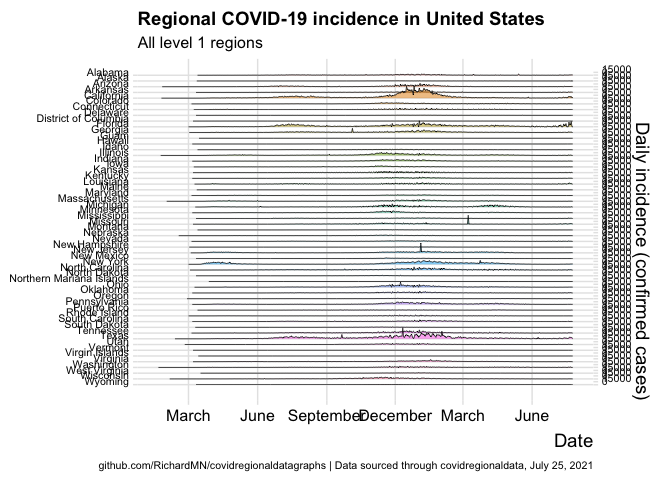 Regional COVID-19 incidence in United States
All level 1 regions
Alabama
Alaska
Arizona
Arkansas
California
Colorado
Connecticut
Delaware
District of Columbia
Florida
Georgia
Guam
Hawaii
Idaho
Illinois
Indiana
Iowa
Kansas
Kentucky
Louisiana
Maine
Maryland
Massachusetts
Michigan
Minnesota
Mississippi
Missouri
Montana
Nebraska
Nevada
New Hampshire
New Jersey
New Mexico
New York
North Carolina
North Dakota
Northern Mariana Islands
Ohio
Oklahoma
Oregon
Pennsylvania
Puerto Rico
Rhode Island
South Carolina
South Dakota
Tennessee
Texas
Utah
Vermont
Virgin Islands
Virginia
Washington
West Virginia
Wisconsin
Wyoming
Daily incidence (confirmed cases)
March June September December March June
Date
github.com/RichardMN/covidregionaldatagraphs | Data sourced through covidregionaldata, July 25, 2021